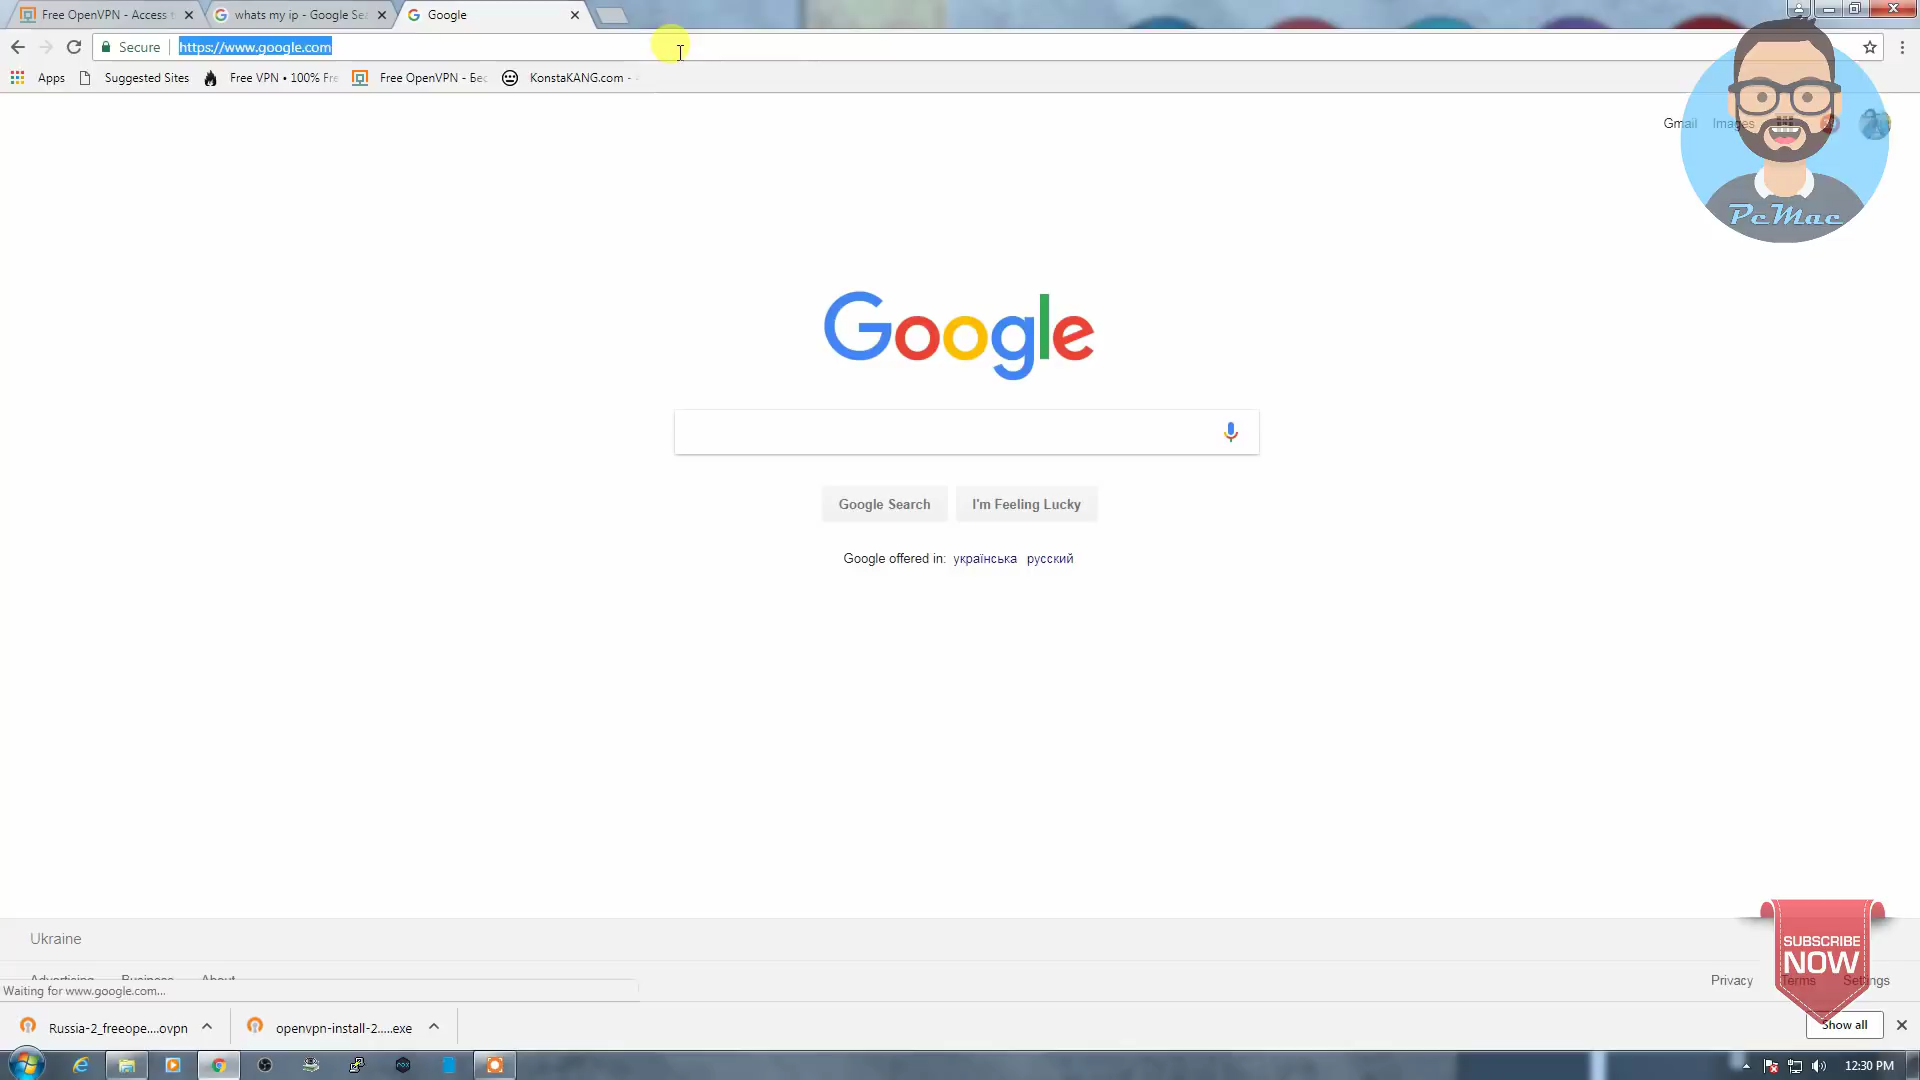 Free OpenVPN - Access t
whats my ip - Google Sea
Google
Secure
https://www.google.com
Apps
Suggested Sites
Free VPN • 100% Fre
Free OpenVPN - Бес
KonstaKANG.com -
Gmail
Images
PcMac
Google
Google Search
I'm Feeling Lucky
Google offered in: українська русский
Ukraine
SUBSCRIBE
NOW
Advertising
Business
About
Privacy
Terms
Settings
Waiting for www.google.com...
Russia-2_freeope....ovpn
openvpn-install-2.....exe
Show all
12:30 PM